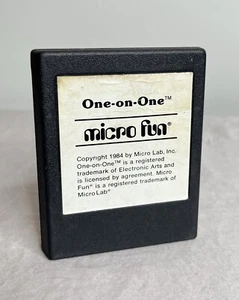 One-on-One™
micro fun®
Copyright 1984 by Micro Lab, Inc.
One-on-One™ is a registered
trademark of Electronic Arts and
is licensed by agreement. Micro
Fun® is a registered trademark of
MicroLab®